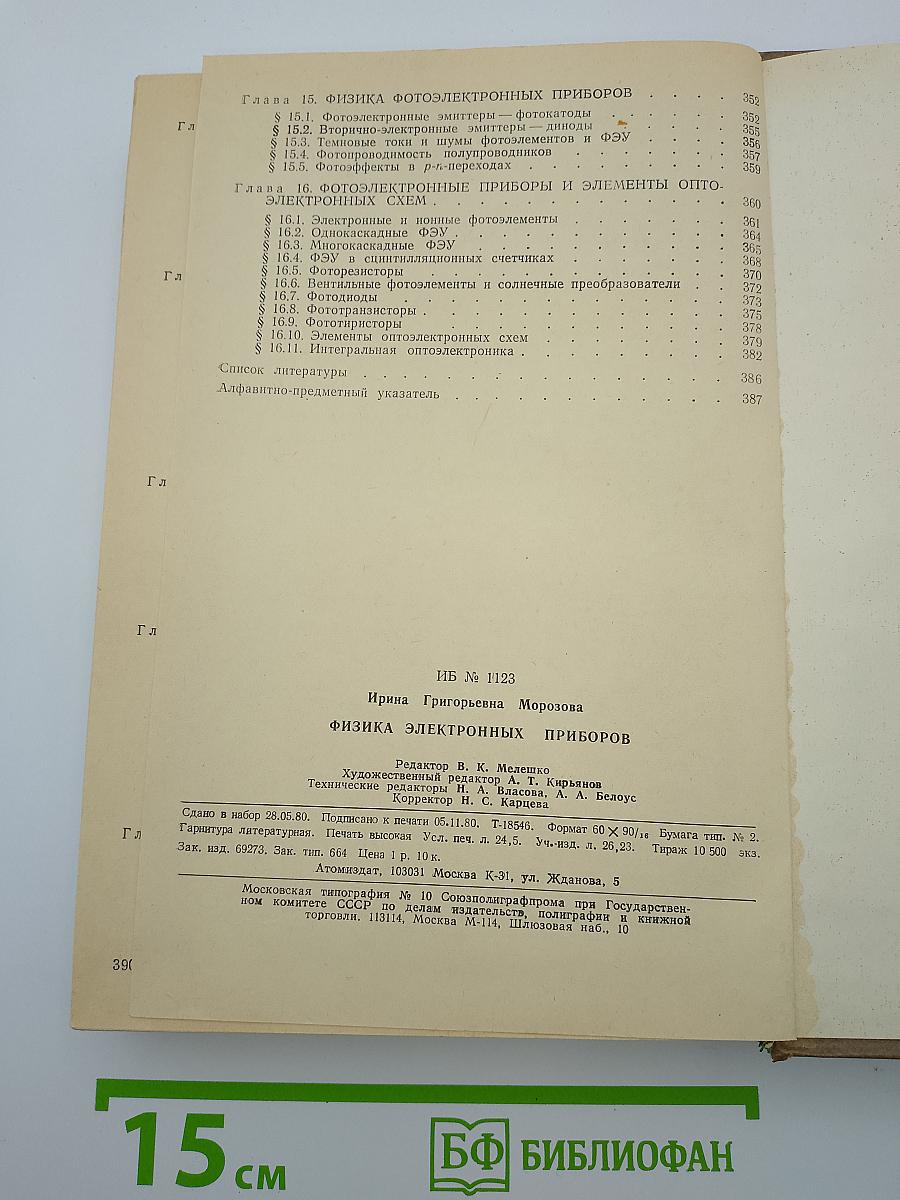 Глава 15. ФИЗИКА ФОТОЭЛЕКТРОННЫХ ПРИБОРОВ . . . . 352
§ 15.1. Фотоэлектронные эмиттеры — фотокатоды . . . . . . 352
§ 15.2. Вторично-электронные эмиттеры — диноды . . . . . 355
§ 15.3. Темновые токи и шумы фотоэлементов и ФЭУ . . . . 356
§ 15.4. Фотопроводимость полупроводников . . . . . . 357
§ 15.5. Фотоэффекты в p-n-переходах . . . . . . . . 359
Глава 16. ФОТОЭЛЕКТРОННЫЕ ПРИБОРЫ И ЭЛЕМЕНТЫ ОПТО-
ЭЛЕКТРОННЫХ СХЕМ . . . . . . . . . . . 360
§ 16.1. Электронные и ионные фотоэлементы . . . . . . . 361
§ 16.2. Однокаскадные ФЭУ . . . . . . . . . . . 364
§ 16.3. Многокаскадные ФЭУ . . . . . . . . . . 365
§ 16.4. ФЭУ в сцинтилляционных счетчиках . . . . . . . 368
§ 16.5. Фоторезисторы . . . . . . . . . . . 370
§ 16.6. Вентильные фотоэлементы и солнечные преобразователи . . 372
§ 16.7. Фотодиоды . . . . . . . . . . . . 373
§ 16.8. Фототранзисторы . . . . . . . . . . . . 375
§ 16.9. Фототиристоры . . . . . . . . . . . 378
§ 16.10. Элементы оптоэлектронных схем . . . . . . . 379
§ 16.11. Интегральная оптоэлектроника . . . . . . . . 382
Список литературы . . . . . . . . . . . . . . 386
Алфавитно-предметный указатель . . . . . . . . . . . 387
Гл
Гл
Гл
Гл
Гл
390
ИБ № 1123
Ирина Григорьевна Морозова
ФИЗИКА ЭЛЕКТРОННЫХ ПРИБОРОВ
Редактор В. К. Мелешко
Художественный редактор А. Т. Кирьянов
Технические редакторы Н. А. Власова, А. А. Белоус
Корректор Н. С. Карцева
Сдано в набор 28.05.80. Подписано к печати 05.11.80. Т-18546. Формат 60 × 90/16 Бумага тип. № 2.
Гарнитура литературная. Печать высокая Усл. печ. л. 24,5. Уч.-изд. л. 26,23. Тираж 10 500 экз.
Зак. изд. 69273. Зак. тип. 664 Цена 1 р. 10 к.
Атомиздат, 103031 Москва К-31, ул. Жданова, 5
Московская типография № 10 Союзполиграфпрома при Государствен-
ном комитете СССР по делам издательств, полиграфии и книжной
торговли. 113114, Москва М-114, Шлюзовая наб., 10
15 см
БФ БИБЛИОФАН